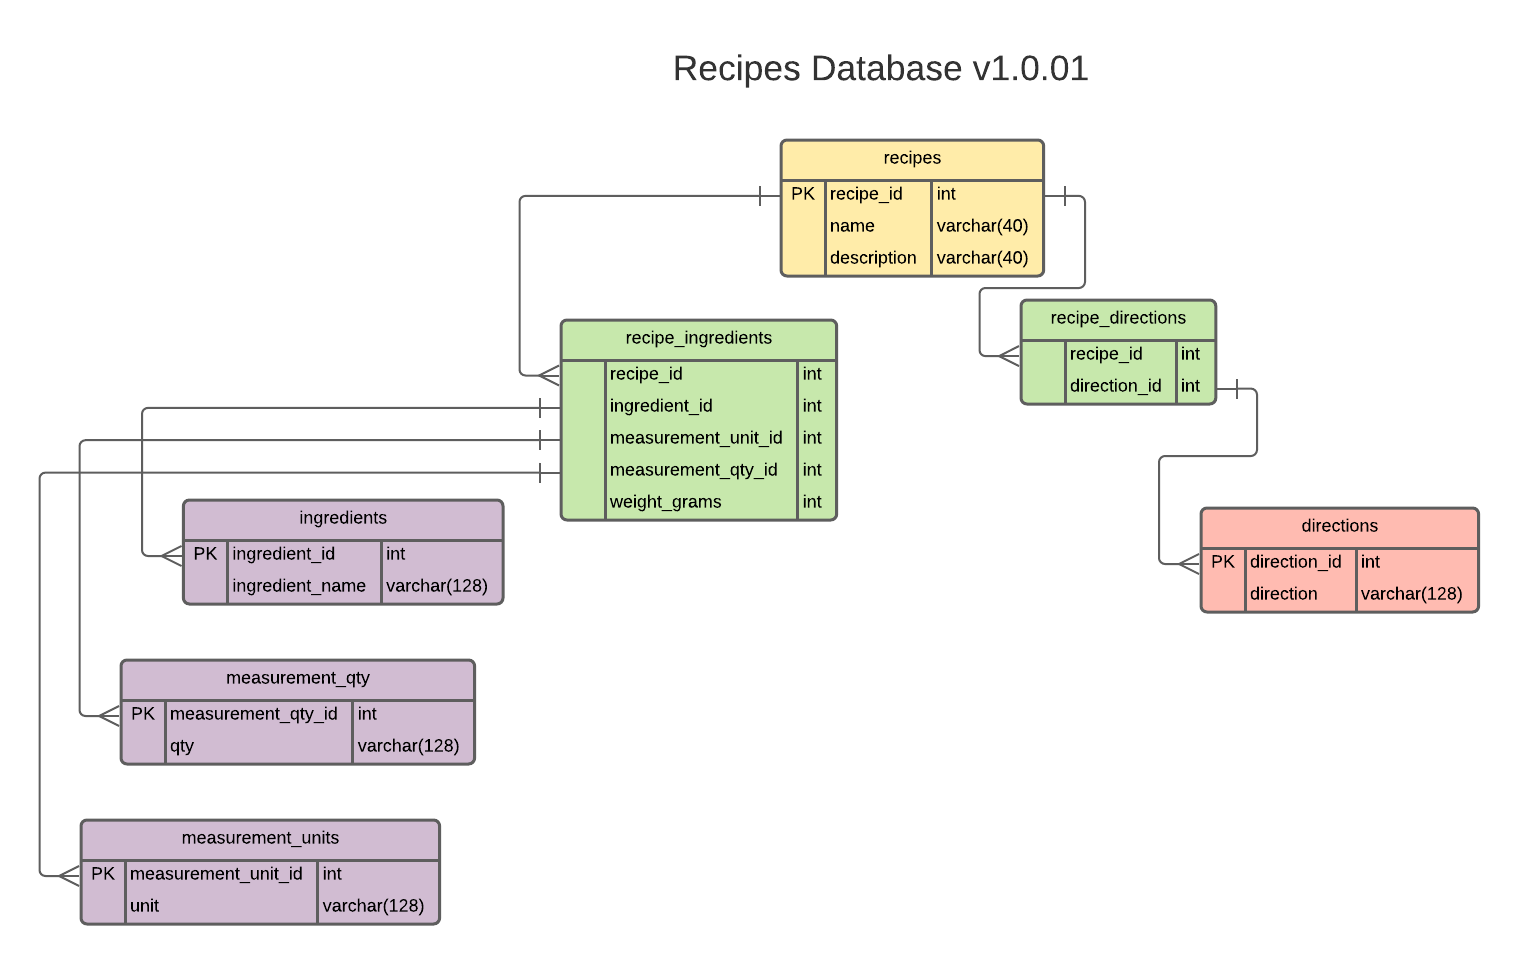 Recipes Database v1.0.01
recipes
PK recipe_id int
name varchar(40)
description varchar(40)
recipe_ingredients
recipe_id int
ingredient_id int
measurement_unit_id int
measurement_qty_id int
weight_grams int
recipe_directions
recipe_id int
direction_id int
ingredients
PK ingredient_id int
ingredient_name varchar(128)
directions
PK direction_id int
direction varchar(128)
measurement_qty
PK measurement_qty_id int
qty varchar(128)
measurement_units
PK measurement_unit_id int
unit varchar(128)